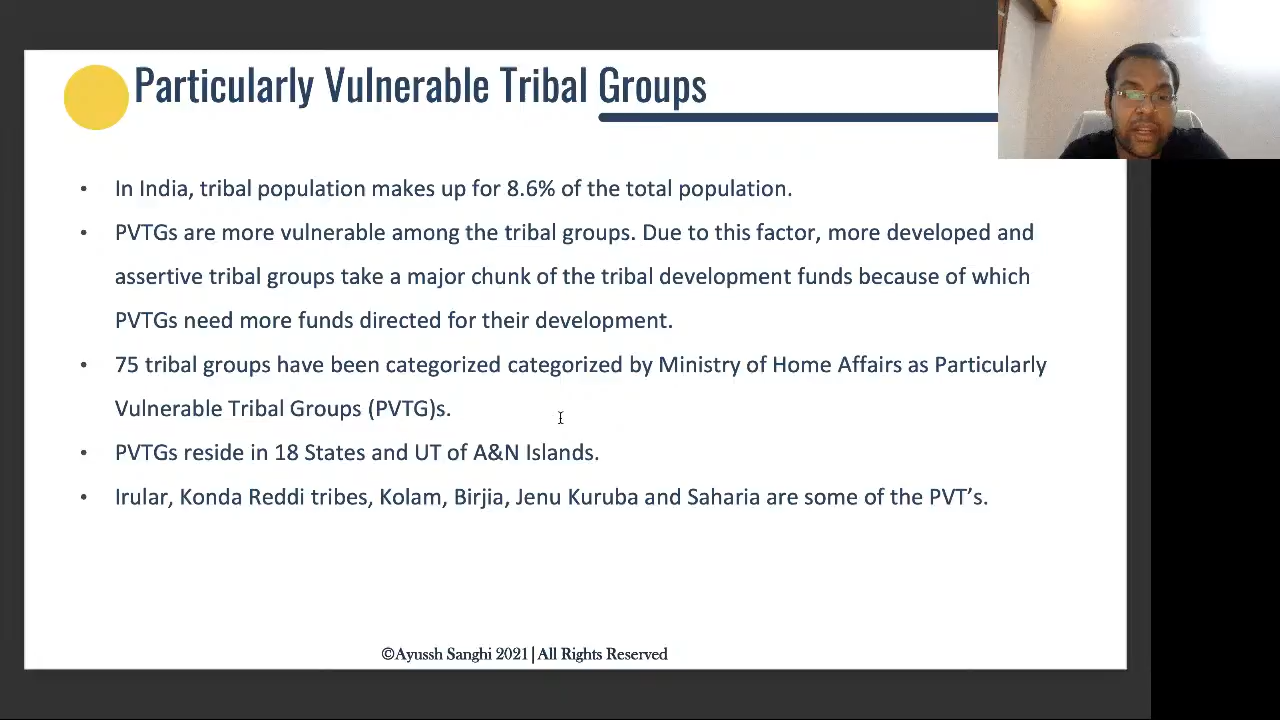 Particularly Vulnerable Tribal Groups
• In India, tribal population makes up for 8.6% of the total population.
• PVTGs are more vulnerable among the tribal groups. Due to this factor, more developed and
assertive tribal groups take a major chunk of the tribal development funds because of which
PVTGs need more funds directed for their development.
• 75 tribal groups have been categorized categorized by Ministry of Home Affairs as Particularly
Vulnerable Tribal Groups (PVTG)s.
• PVTGs reside in 18 States and UT of A&N Islands.
• Irular, Konda Reddi tribes, Kolam, Birjia, Jenu Kuruba and Saharia are some of the PVT’s.
©Ayussh Sanghi 2021|All Rights Reserved